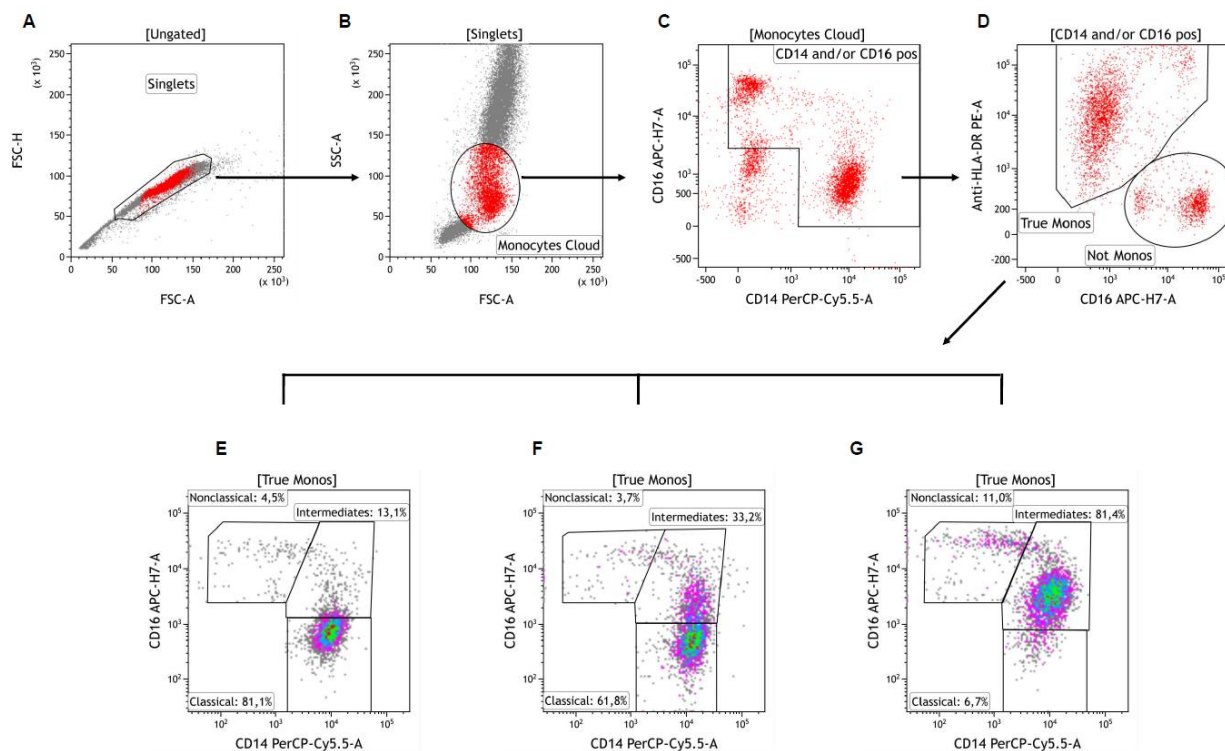 A
[Ungated]
Singlets
FSC-H
(x 10³)
250
200
150
100
50
0
0 50 100 150 200 250
(x 10³)
FSC-A
B
[Singlets]
SSC-A
(x 10³)
250
200
150
100
50
0
Monocytes Cloud
0 50 100 150 200 250
(x 10³)
FSC-A
C
[Monocytes Cloud]
CD14 and/or CD16 pos
CD16 APC-H7-A
10⁵
10⁴
10³
500
0
-500
-500 0 10³ 10⁴ 10⁵
CD14 PerCP-Cy5.5-A
D
[CD14 and/or CD16 pos]
Anti-HLA-DR PE-A
10⁵
10⁴
10³
200
0
-200
True Monos
Not Monos
-500 0 10³ 10⁴ 10⁵
CD16 APC-H7-A
E
[True Monos]
Nonclassical: 4,5%
Intermediates: 13,1%
CD16 APC-H7-A
10⁵
10⁴
10³
10²
Classical: 81,1%
10² 10³ 10⁴ 10⁵
CD14 PerCP-Cy5.5-A
F
[True Monos]
Nonclassical: 3,7%
Intermediates: 33,2%
CD16 APC-H7-A
10⁵
10⁴
10³
10²
Classical: 61,8%
10² 10³ 10⁴ 10⁵
CD14 PerCP-Cy5.5-A
G
[True Monos]
Nonclassical: 11,0%
Intermediates: 81,4%
CD16 APC-H7-A
10⁵
10⁴
10³
10²
Classical: 6,7%
10² 10³ 10⁴ 10⁵
CD14 PerCP-Cy5.5-A